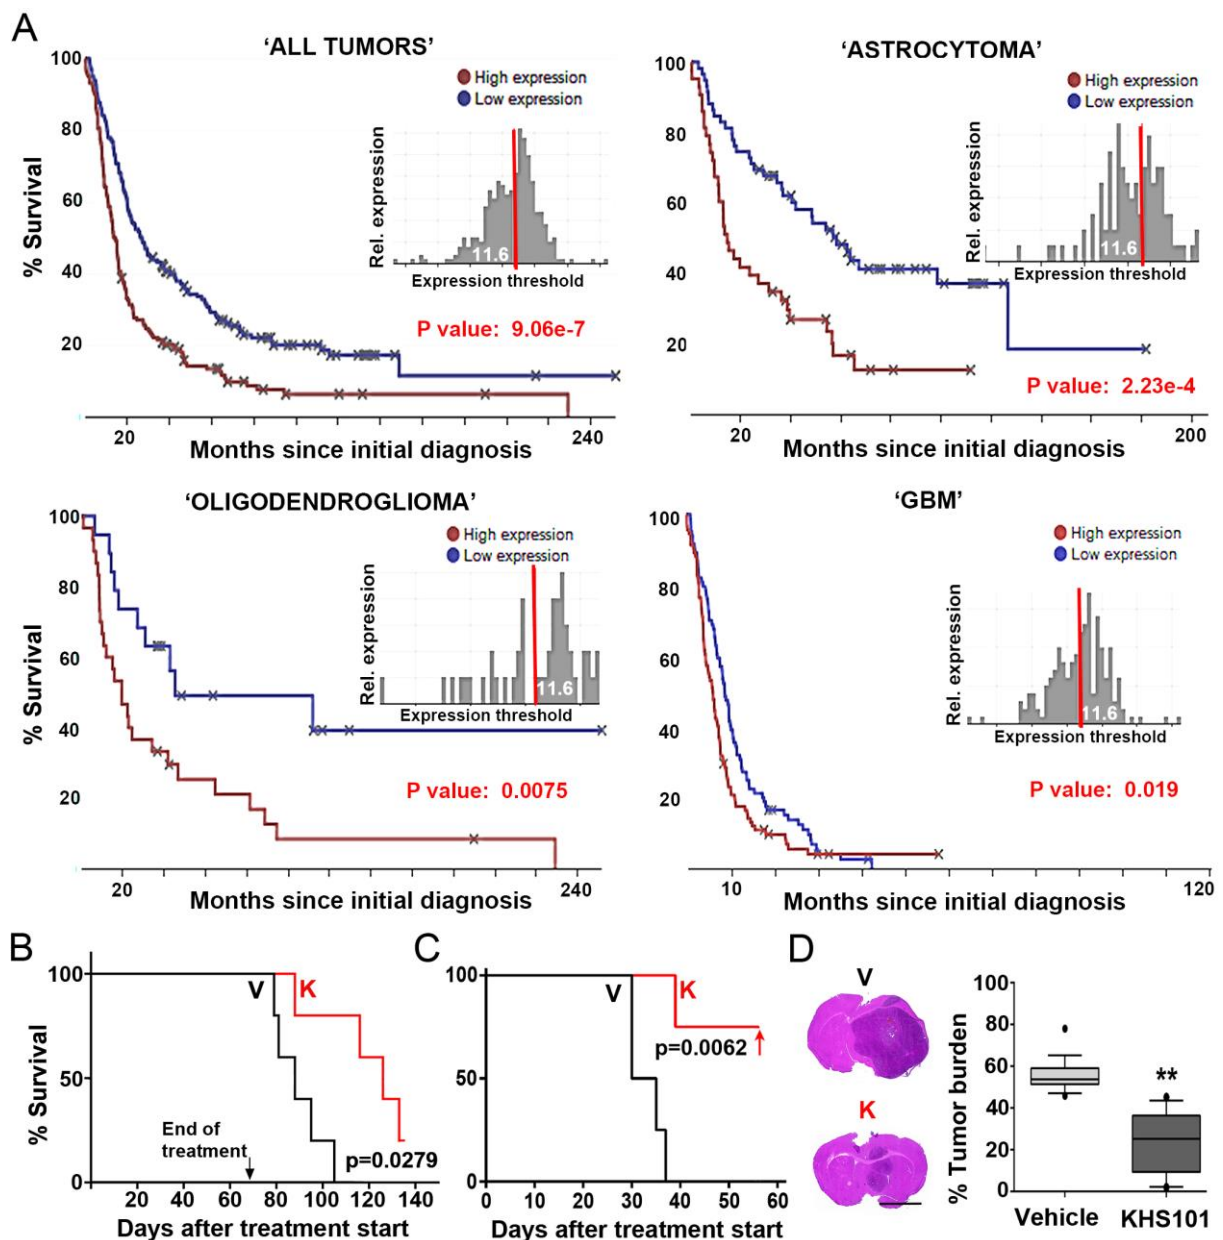 A
‘ALL TUMORS’
High expression
Low expression
% Survival
100
80
60
40
20
Rel. expression
11.6
Expression threshold
P value: 9.06e-7
20
240
Months since initial diagnosis
‘ASTROCYTOMA’
High expression
Low expression
100
80
60
40
20
Rel. expression
11.6
Expression threshold
P value: 2.23e-4
20
200
Months since initial diagnosis
‘OLIGODENDROGLIOMA’
High expression
Low expression
% Survival
100
80
60
40
20
Rel. expression
11.6
Expression threshold
P value: 0.0075
20
240
Months since initial diagnosis
‘GBM’
High expression
Low expression
100
80
60
40
20
Rel. expression
11.6
Expression threshold
P value: 0.019
10
120
Months since initial diagnosis
B
% Survival
100
50
0
V
K
End of
treatment
p=0.0279
0 20 40 60 80 100 120 140
Days after treatment start
C
100
50
0
V
K
p=0.0062
0 10 20 30 40 50 60
Days after treatment start
D
V
K
% Tumor burden
100
80
60
40
20
0
**
Vehicle KHS101